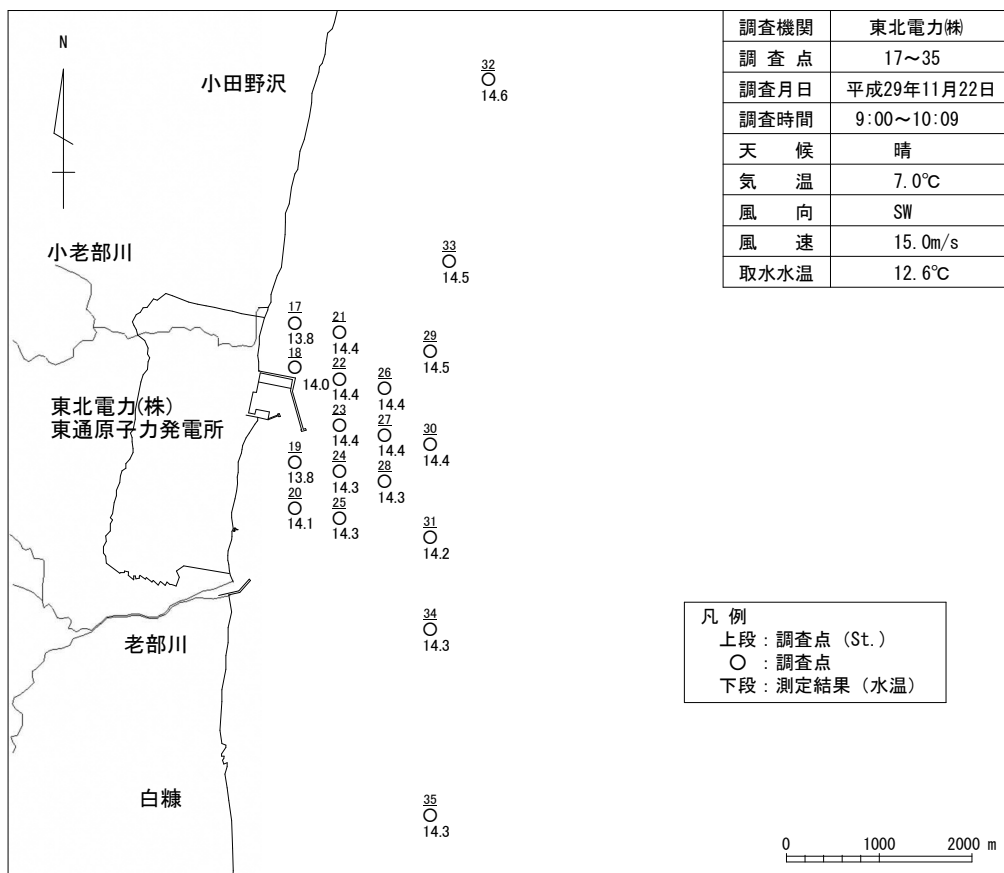 N
小田野沢
32
14.6
調査機関 東北電力㈱
調 査 点 17～35
調査月日 平成29年11月22日
調査時間 9:00～10:09
天 候 晴
気 温 7.0℃
風 向 SW
風 速 15.0m/s
取水水温 12.6℃
小老部川
33
14.5
17
13.8
21
14.4
18
14.0
22
14.4
29
14.5
26
14.4
東北電力(株)
東通原子力発電所
23
14.4
27
14.4
30
14.4
19
13.8
24
14.3
28
14.3
20
14.1
25
14.3
31
14.2
34
14.3
老部川
凡 例
上段：調査点（St.）
○ ：調査点
下段：測定結果（水温）
白糠
35
14.3
0 1000 2000 m